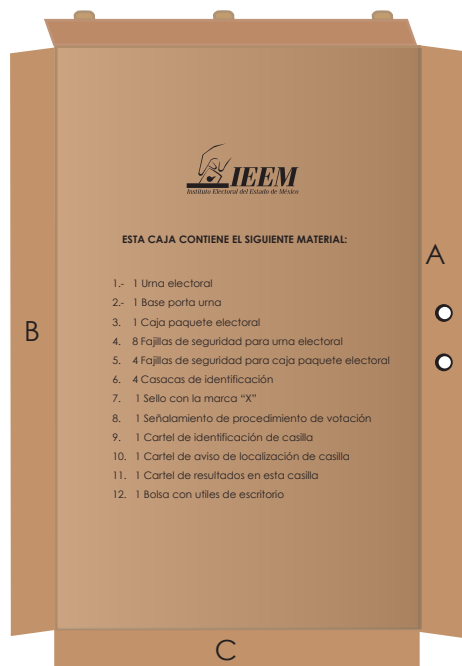 IEEM
Instituto Electoral del Estado de México
ESTA CAJA CONTIENE EL SIGUIENTE MATERIAL:
A
1.- 1 Urna electoral
2.- 1 Base porta urna
3. 1 Caja paquete electoral
B
4. 8 Fajillas de seguridad para urna electoral
5. 4 Fajillas de seguridad para caja paquete electoral
6. 4 Casacas de identificación
7. 1 Sello con la marca “X”
8. 1 Señalamiento de procedimiento de votación
9. 1 Cartel de identificación de casilla
10. 1 Cartel de aviso de localización de casilla
11. 1 Cartel de resultados en esta casilla
12. 1 Bolsa con utiles de escritorio
C